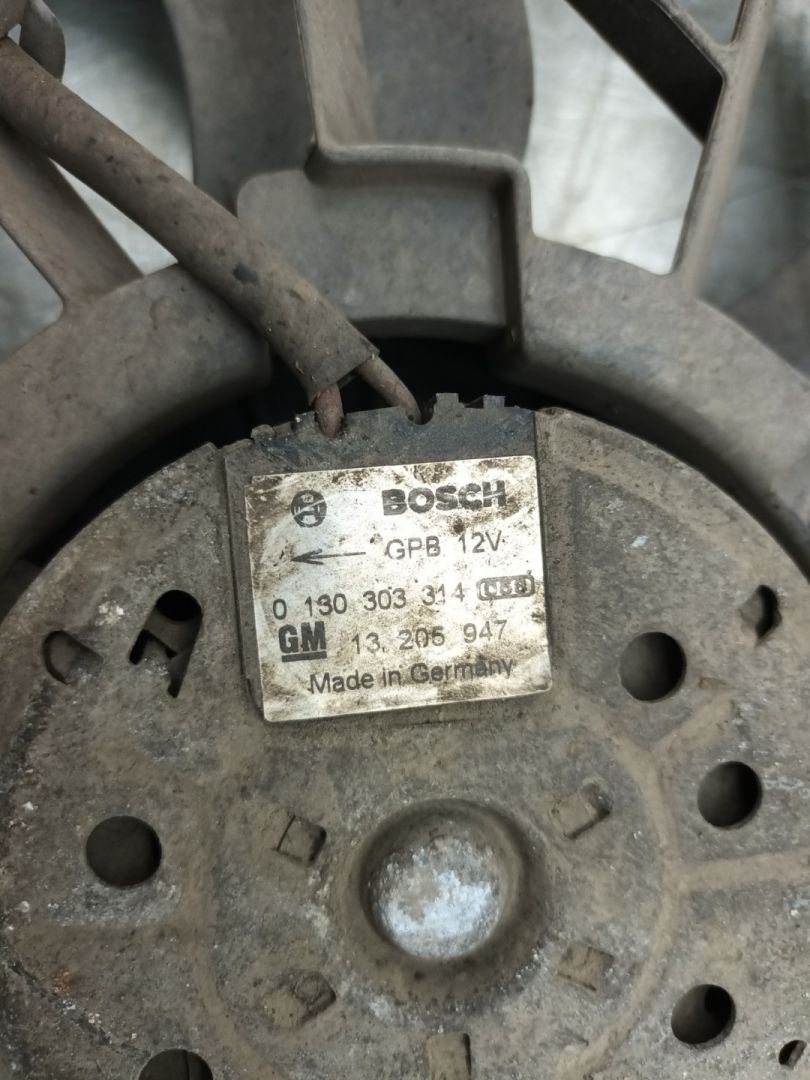 BOSCH
GPB 12V
0 130 303 314
GM 13 205 947
Made in Germany